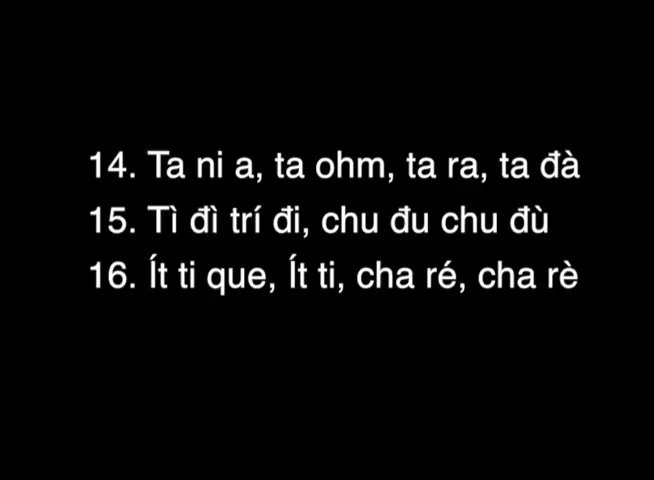 14. Ta ni a, ta ohm, ta ra, ta đà
15. Tì đì trí đi, chu đu chu đù
16. Ít ti que, Ít ti, cha ré, cha rè